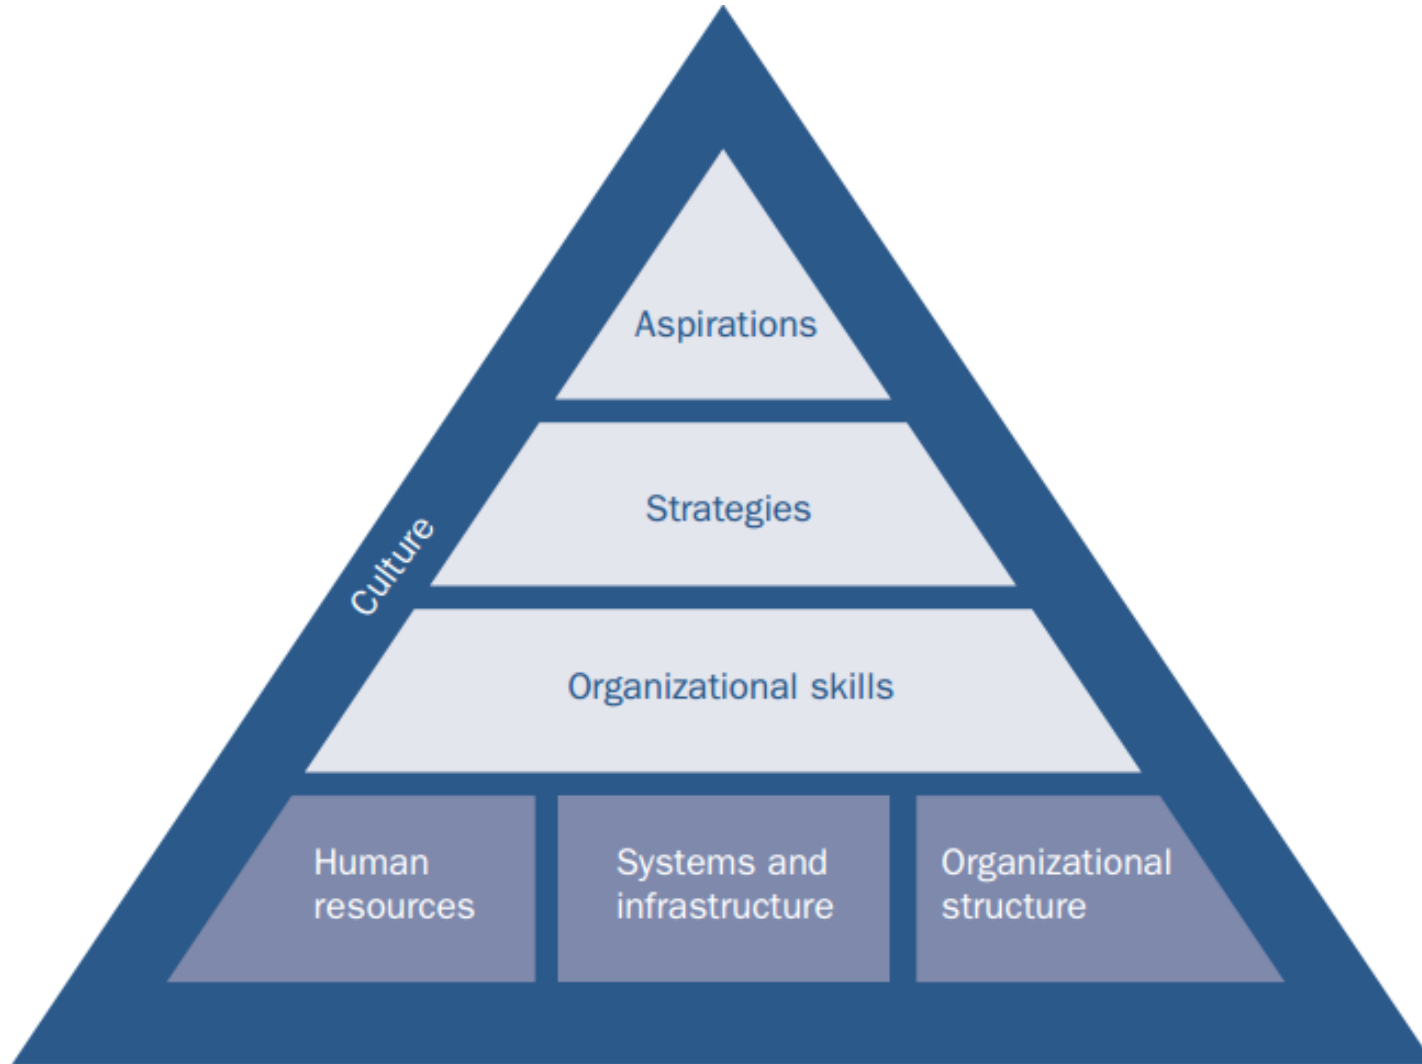 Aspirations
Strategies
Culture
Organizational skills
Human
resources
Systems and
infrastructure
Organizational
structure